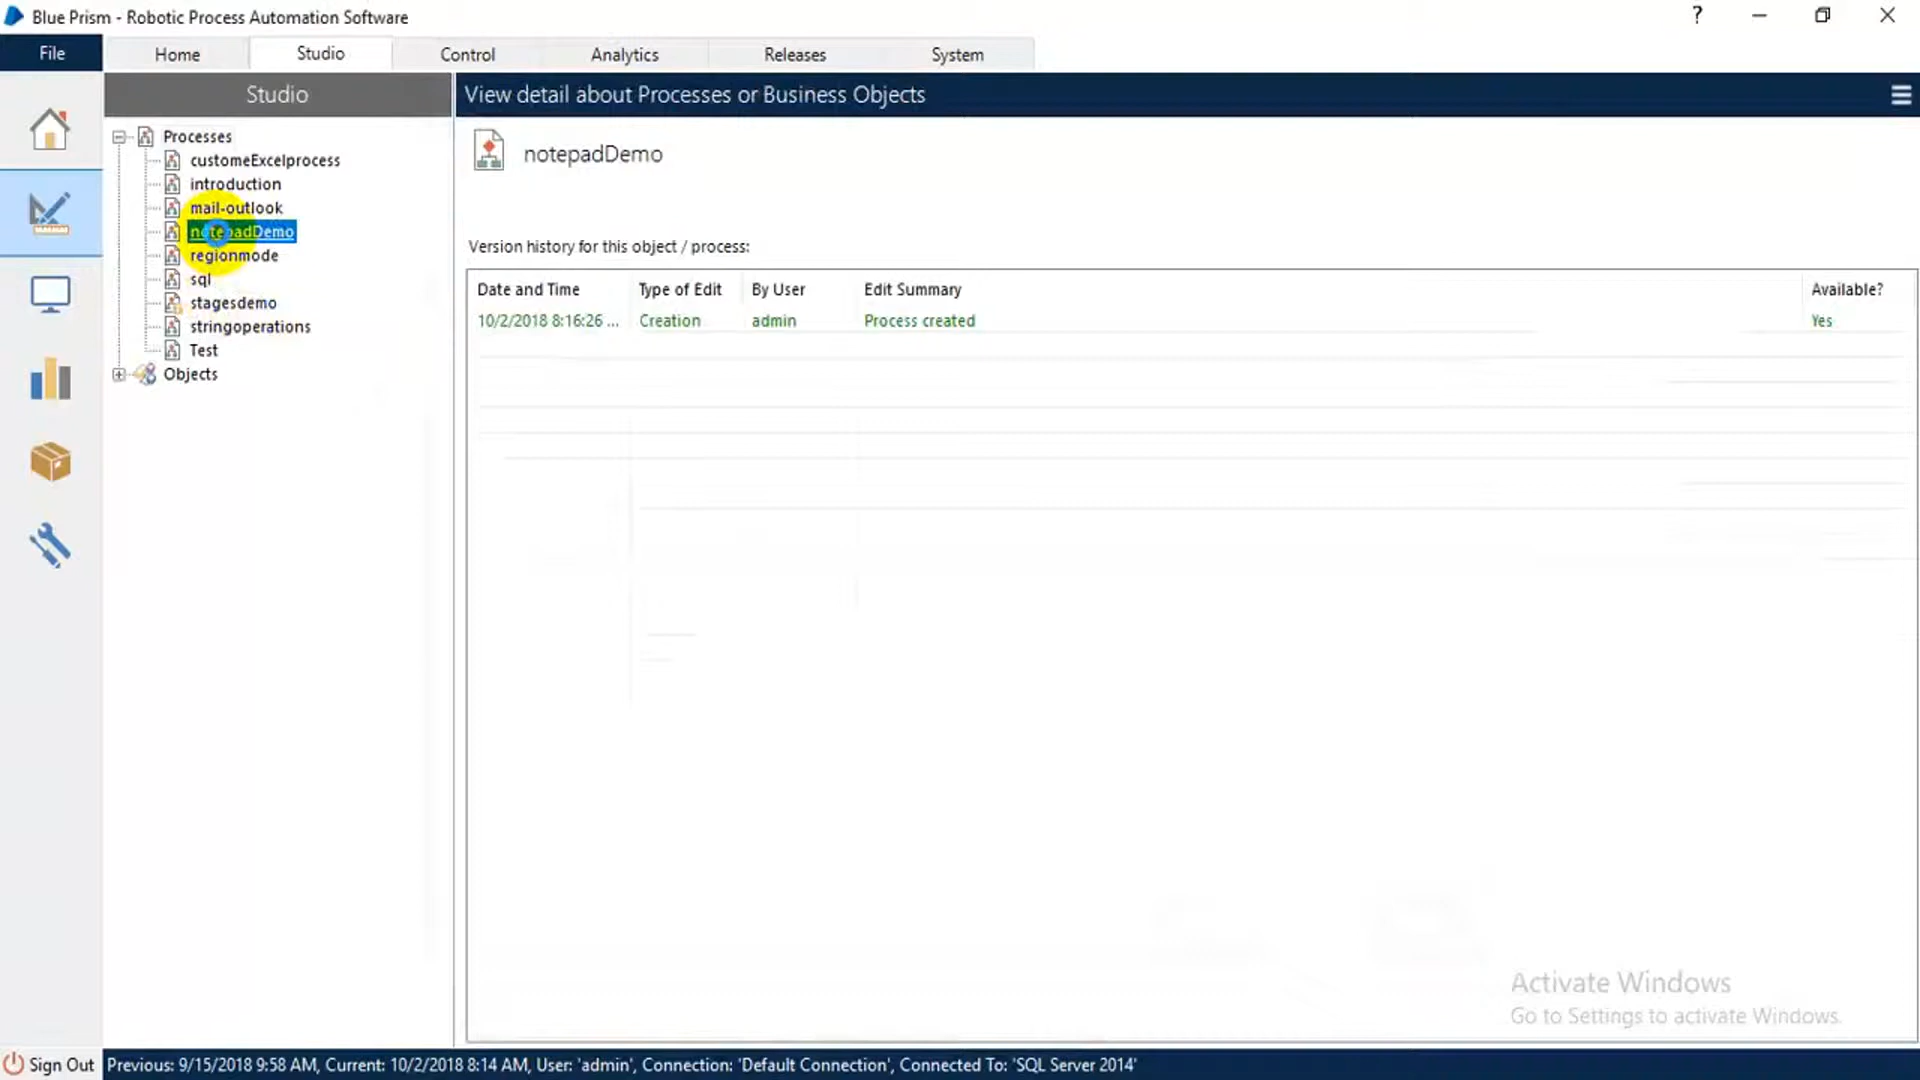 Blue Prism - Robotic Process Automation Software
?
File
Home
Studio
Control
Analytics
Releases
System
Studio
View detail about Processes or Business Objects
Processes
customeExcelprocess
introduction
mail-outlook
notepadDemo
regionmode
sql
stagesdemo
stringoperations
Test
Objects
notepadDemo
Version history for this object / process:
Date and Time Type of Edit By User Edit Summary Available?
10/2/2018 8:16:26 ... Creation admin Process created Yes
Activate Windows
Go to Settings to activate Windows.
Sign Out
Previous: 9/15/2018 9:58 AM, Current: 10/2/2018 8:14 AM, User: 'admin', Connection: 'Default Connection', Connected To: 'SQL Server 2014'